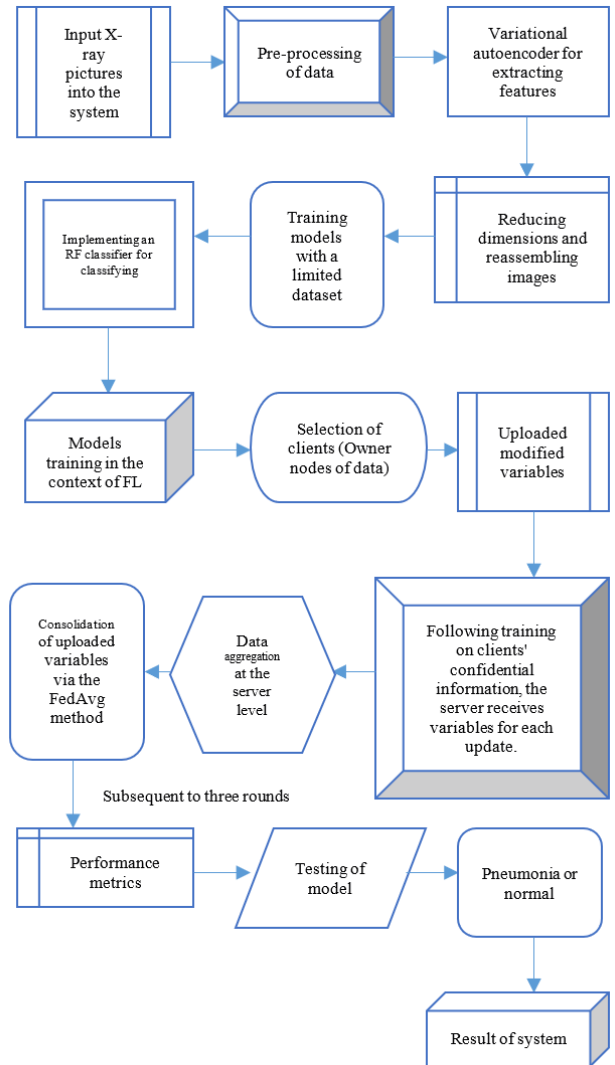 Input X-
ray
pictures
into the
system
Pre-processing
of data
Variational
autoencoder for
extracting
features
Reducing
dimensions and
reassembling
images
Training
models
with a
limited
dataset
Implementing an
RF classifier for
classifying
Models
training in the
context of FL
Selection of
clients (Owner
nodes of data)
Uploaded
modified
variables
Following training
on clients'
confidential
information, the
server receives
variables for each
update.
Data
aggregation
at the
server
level
Consolidation
of uploaded
variables
via the
FedAvg
method
Subsequent to three rounds
Performance
metrics
Testing of
model
Pneumonia or
normal
Result of system